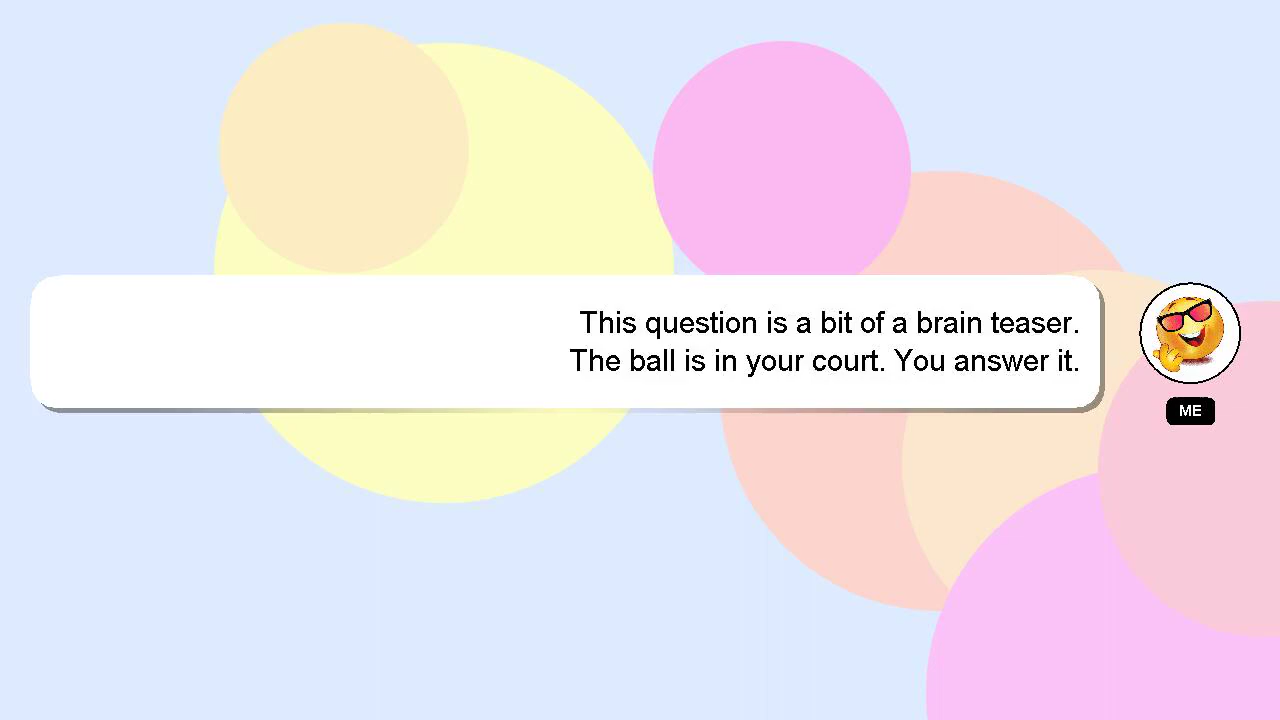 This question is a bit of a brain teaser.
The ball is in your court. You answer it.
ME